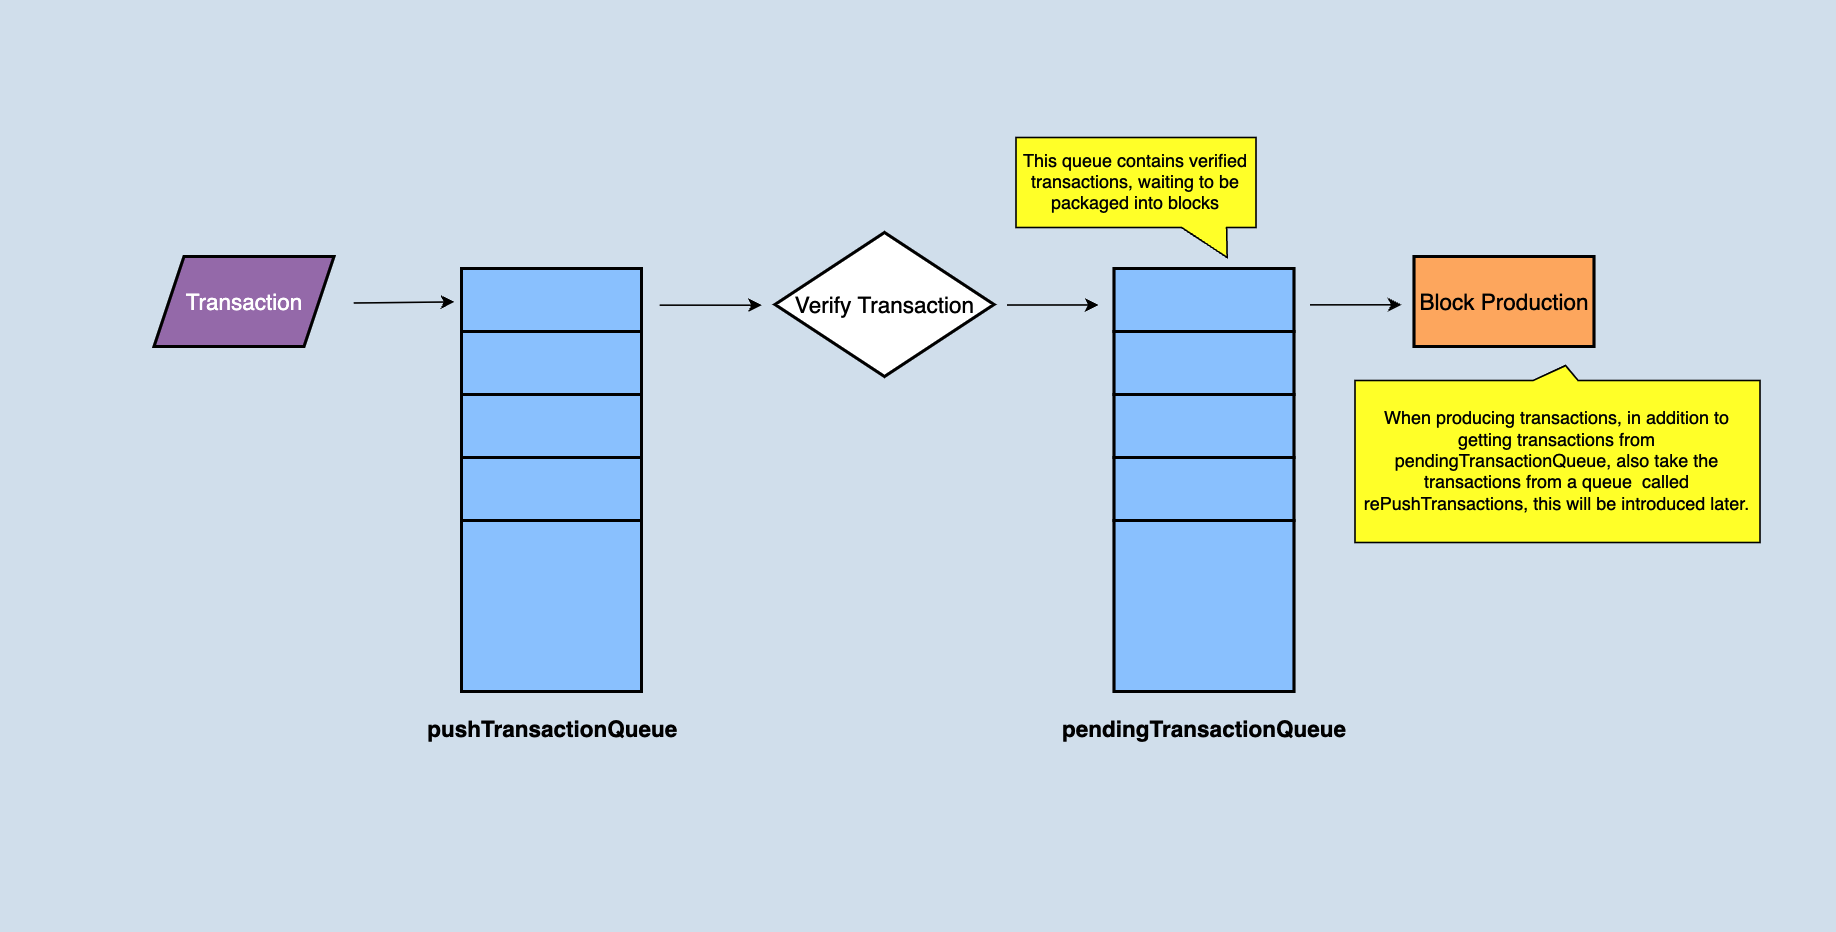 This queue contains verified
transactions, waiting to be
packaged into blocks
Transaction
Verify Transaction
Block Production
When producing transactions, in addition to
getting transactions from
pendingTransactionQueue, also take the
transactions from a queue  called
rePushTransactions, this will be introduced later.
pushTransactionQueue
pendingTransactionQueue